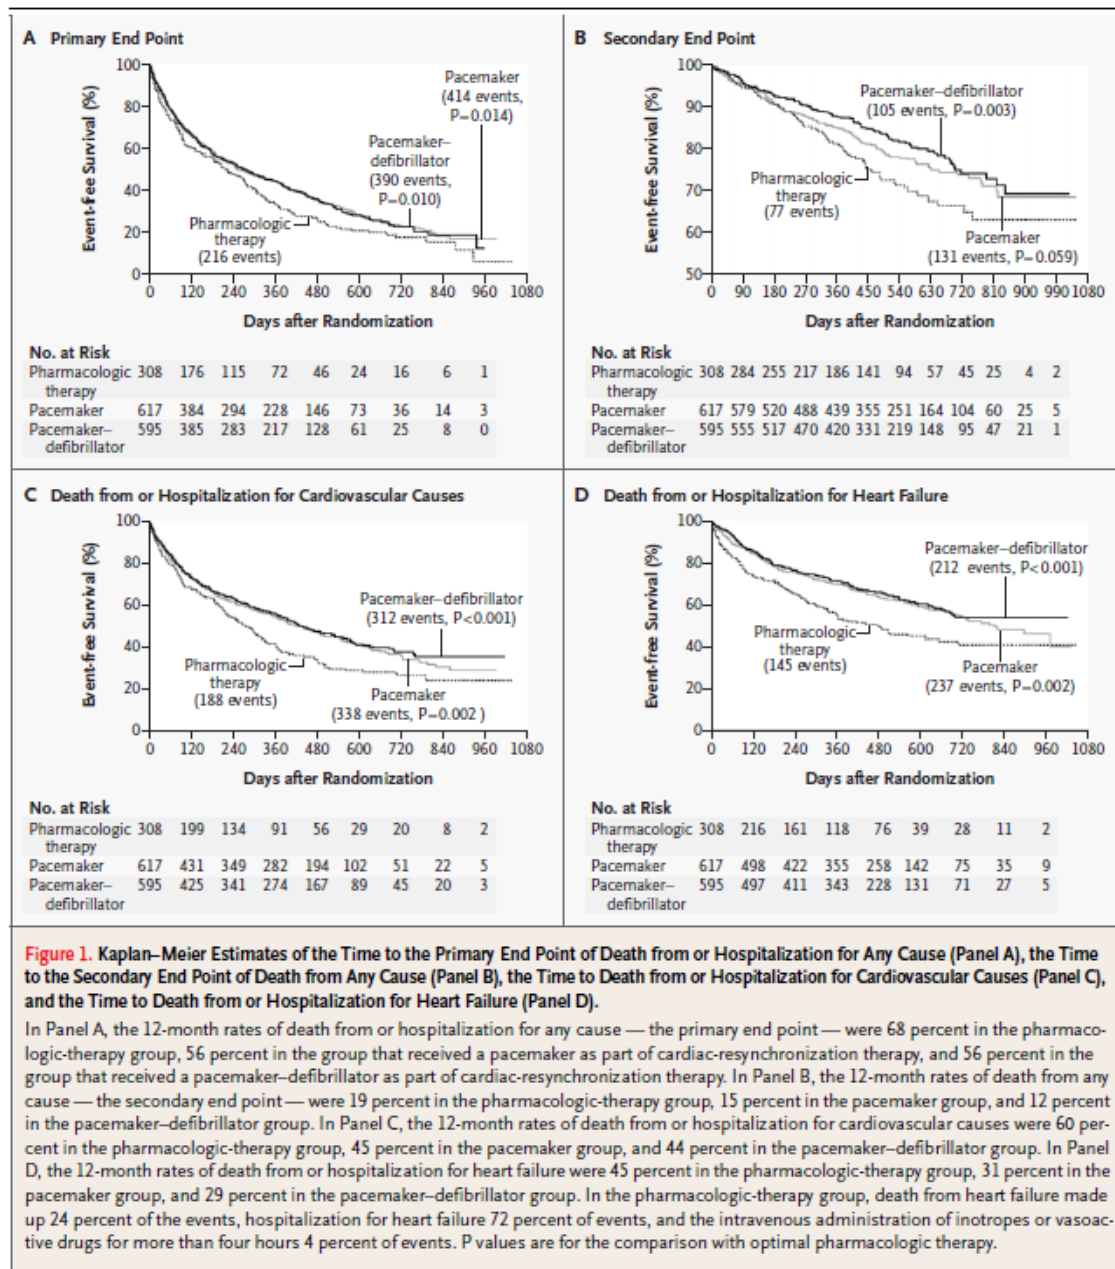 A Primary End Point
100
80
60
40
20
0
Event-free Survival (%)
Pacemaker
(414 events,
P=0.014)
Pacemaker–
defibrillator
(390 events,
P=0.010)
Pharmacologic
therapy
(216 events)
0 120 240 360 480 600 720 840 960 1080
Days after Randomization
No. at Risk
Pharmacologic 308 176 115 72 46 24 16 6 1
therapy
Pacemaker 617 384 294 228 146 73 36 14 3
Pacemaker– 595 385 283 217 128 61 25 8 0
defibrillator
B Secondary End Point
100
90
80
70
60
50
Event-free Survival (%)
Pacemaker–defibrillator
(105 events, P=0.003)
Pharmacologic
therapy
(77 events)
Pacemaker
(131 events, P=0.059)
0 90 180 270 360 450 540 630 720 810 900 990 1080
Days after Randomization
No. at Risk
Pharmacologic 308 284 255 217 186 141 94 57 45 25 4 2
therapy
Pacemaker 617 579 520 488 439 355 251 164 104 60 25 5
Pacemaker– 595 555 517 470 420 331 219 148 95 47 21 1
defibrillator
C Death from or Hospitalization for Cardiovascular Causes
100
80
60
40
20
0
Event-free Survival (%)
Pacemaker–defibrillator
(312 events, P<0.001)
Pharmacologic
therapy
(188 events)
Pacemaker
(338 events, P=0.002 )
0 120 240 360 480 600 720 840 960 1080
Days after Randomization
No. at Risk
Pharmacologic 308 199 134 91 56 29 20 8 2
therapy
Pacemaker 617 431 349 282 194 102 51 22 5
Pacemaker– 595 425 341 274 167 89 45 20 3
defibrillator
D Death from or Hospitalization for Heart Failure
100
80
60
40
20
0
Event-free Survival (%)
Pacemaker–defibrillator
(212 events, P<0.001)
Pharmacologic
therapy
(145 events)
Pacemaker
(237 events, P=0.002)
0 120 240 360 480 600 720 840 960 1080
Days after Randomization
No. at Risk
Pharmacologic 308 216 161 118 76 39 28 11 2
therapy
Pacemaker 617 498 422 355 258 142 75 35 9
Pacemaker– 595 497 411 343 228 131 71 27 5
defibrillator
Figure 1. Kaplan–Meier Estimates of the Time to the Primary End Point of Death from or Hospitalization for Any Cause (Panel A), the Time
to the Secondary End Point of Death from Any Cause (Panel B), the Time to Death from or Hospitalization for Cardiovascular Causes (Panel C),
and the Time to Death from or Hospitalization for Heart Failure (Panel D).
In Panel A, the 12-month rates of death from or hospitalization for any cause — the primary end point — were 68 percent in the pharmaco-
logic-therapy group, 56 percent in the group that received a pacemaker as part of cardiac-resynchronization therapy, and 56 percent in the
group that received a pacemaker–defibrillator as part of cardiac-resynchronization therapy. In Panel B, the 12-month rates of death from any
cause — the secondary end point — were 19 percent in the pharmacologic-therapy group, 15 percent in the pacemaker group, and 12 percent
in the pacemaker–defibrillator group. In Panel C, the 12-month rates of death from or hospitalization for cardiovascular causes were 60 per-
cent in the pharmacologic-therapy group, 45 percent in the pacemaker group, and 44 percent in the pacemaker–defibrillator group. In Panel
D, the 12-month rates of death from or hospitalization for heart failure were 45 percent in the pharmacologic-therapy group, 31 percent in the
pacemaker group, and 29 percent in the pacemaker–defibrillator group. In the pharmacologic-therapy group, death from heart failure made
up 24 percent of the events, hospitalization for heart failure 72 percent of events, and the intravenous administration of inotropes or vasoac-
tive drugs for more than four hours 4 percent of events. P values are for the comparison with optimal pharmacologic therapy.